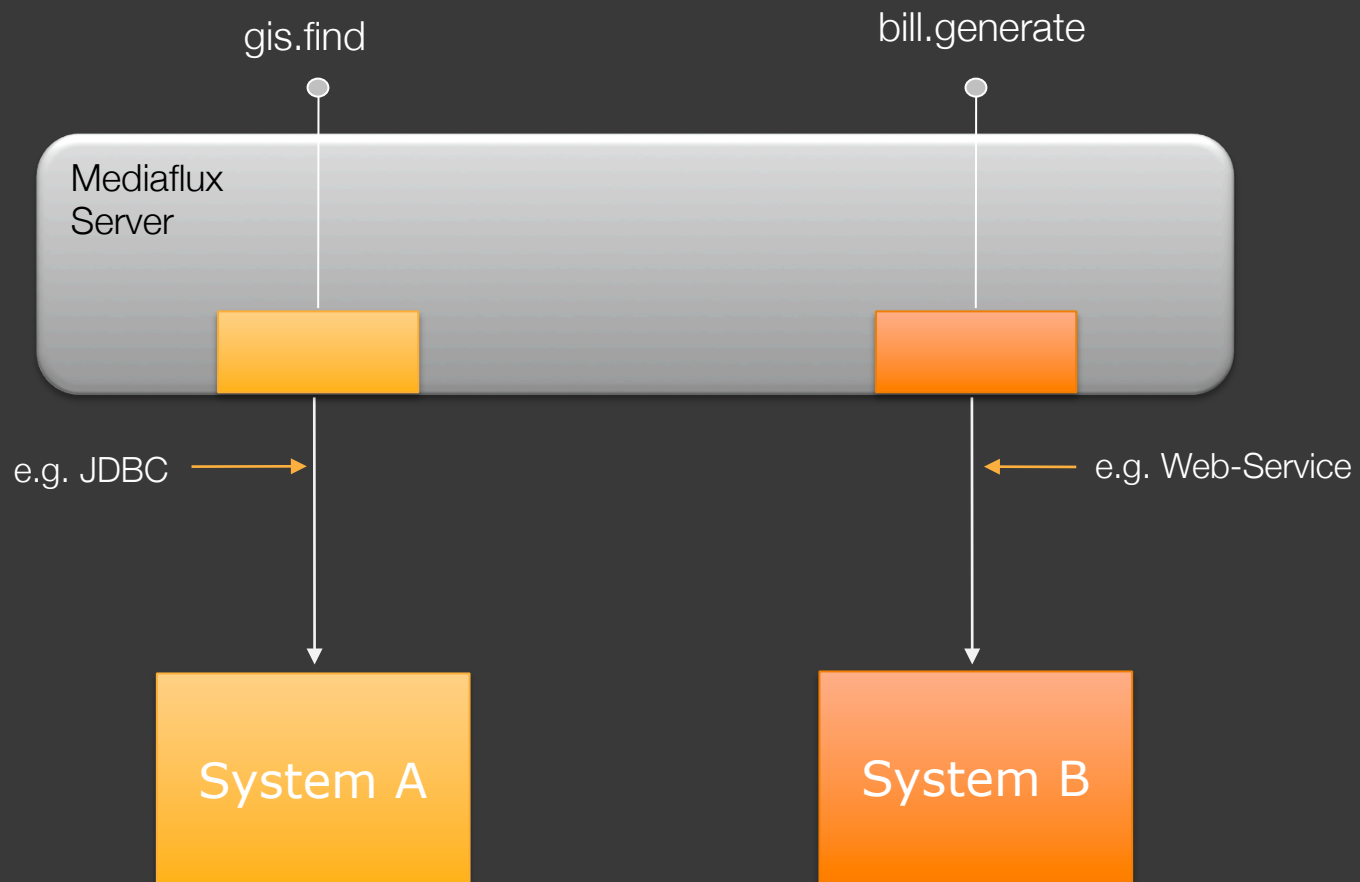 gis.find
bill.generate
Mediaflux
Server
e.g. JDBC
e.g. Web-Service
System A
System B